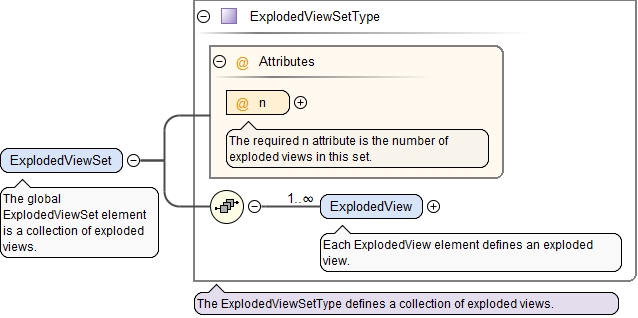 ExplodedViewSetType
@ Attributes
@ n
The required n attribute is the number of
exploded views in this set.
ExplodedViewSet
The global
ExplodedViewSet element
is a collection of exploded
views.
1..∞
ExplodedView
Each ExplodedView element defines an exploded
view.
The ExplodedViewSetType defines a collection of exploded views.